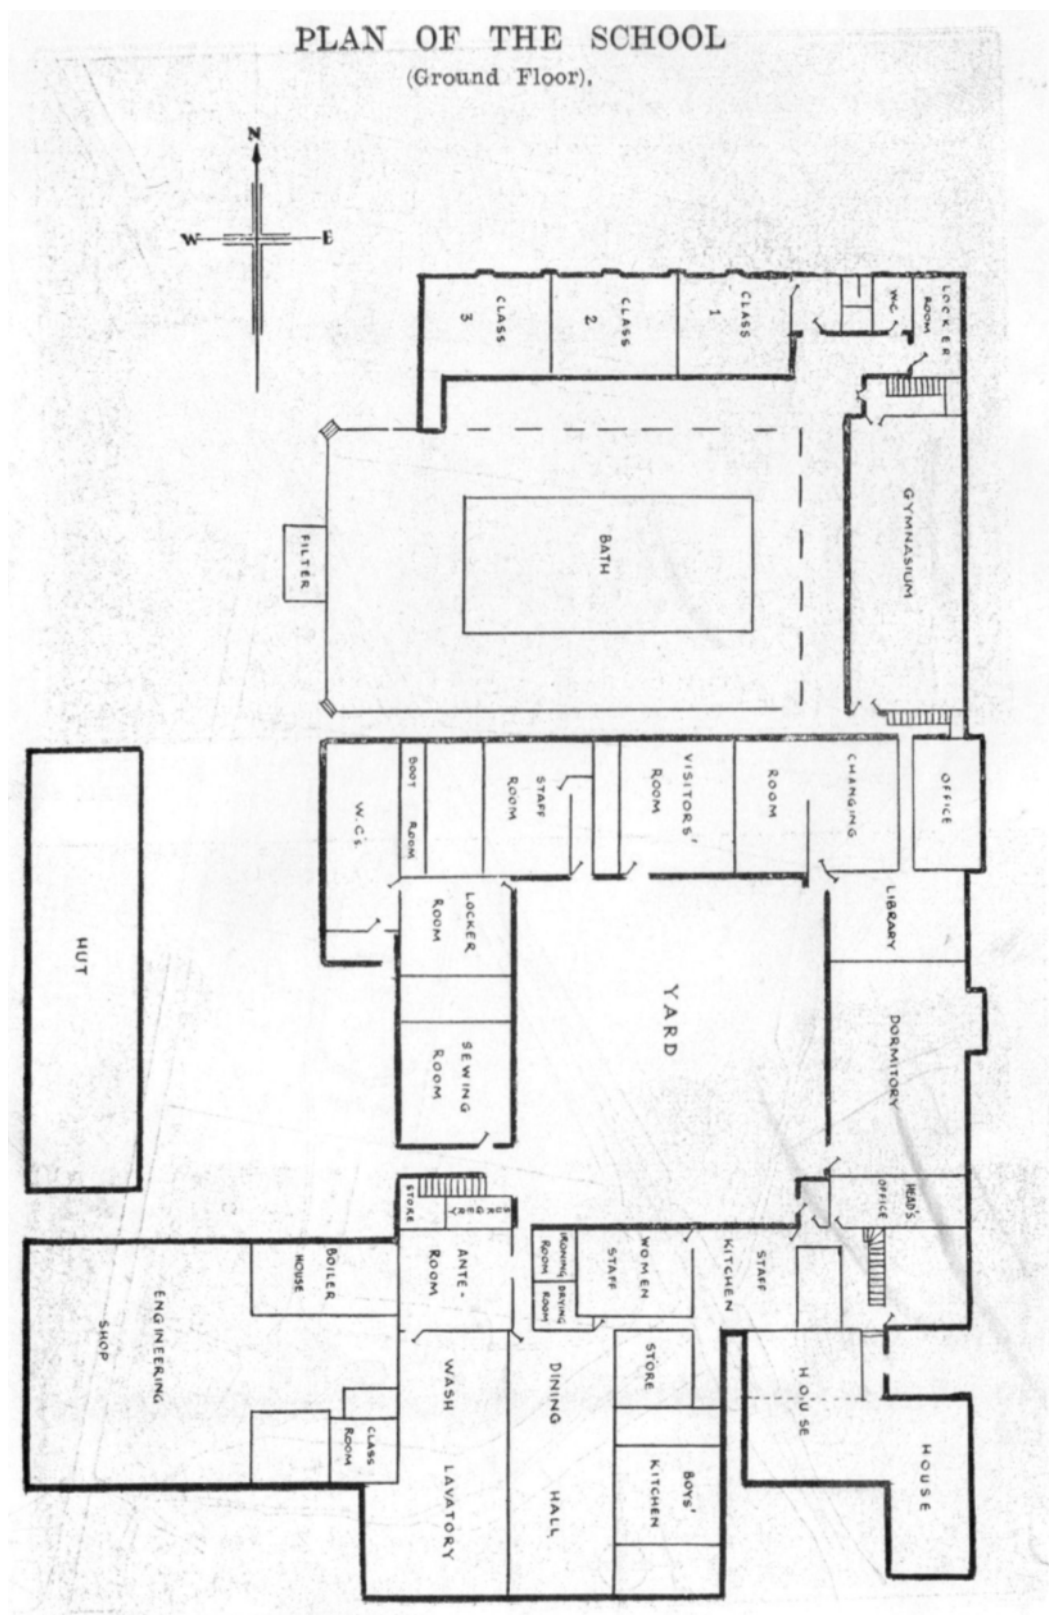 PLAN OF THE SCHOOL
(Ground Floor).
N
W
E
CLASS
3
CLASS
2
CLASS
1
W.C
LOCKER
ROOM
GYMNASIUM
BATH
FILTER
HUT
W.C's.
BOOT ROOM
STAFF
ROOM
VISITORS'
ROOM
CHANGING
ROOM
OFFICE
LIBRARY
LOCKER
ROOM
YARD
DORMITORY
SEWING
ROOM
STORE
SURGERY
HEAD'S
OFFICE
ANTE-
ROOM
IRONING
ROOM
DRYING
ROOM
WOMEN
STAFF
STAFF
KITCHEN
BOILER
HOUSE
ENGINEERING
SHOP
CLASS
ROOM
WASH LAVATORY
DINING HALL
STORE
BOYS'
KITCHEN
HOUSE
HOUSE